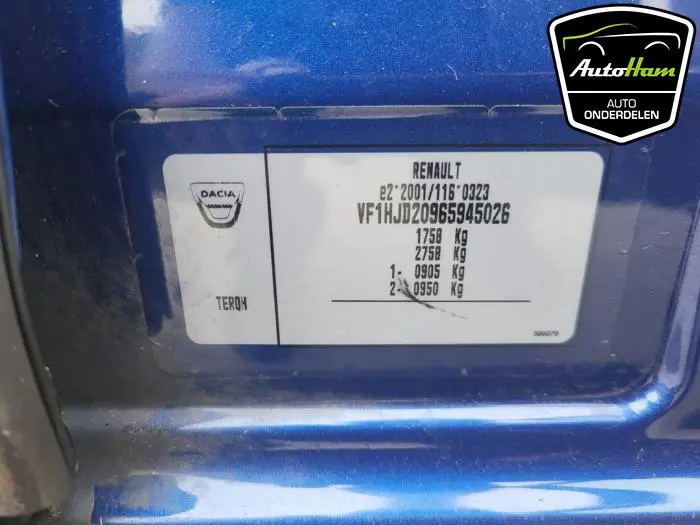 AutoHam
AUTO
ONDERDELEN
DACIA
TERQH
RENAULT
e2*2001/116*0323
VF1HJD20965945026
1758 Kg
2758 Kg
1- 0905 Kg
2- 0950 Kg